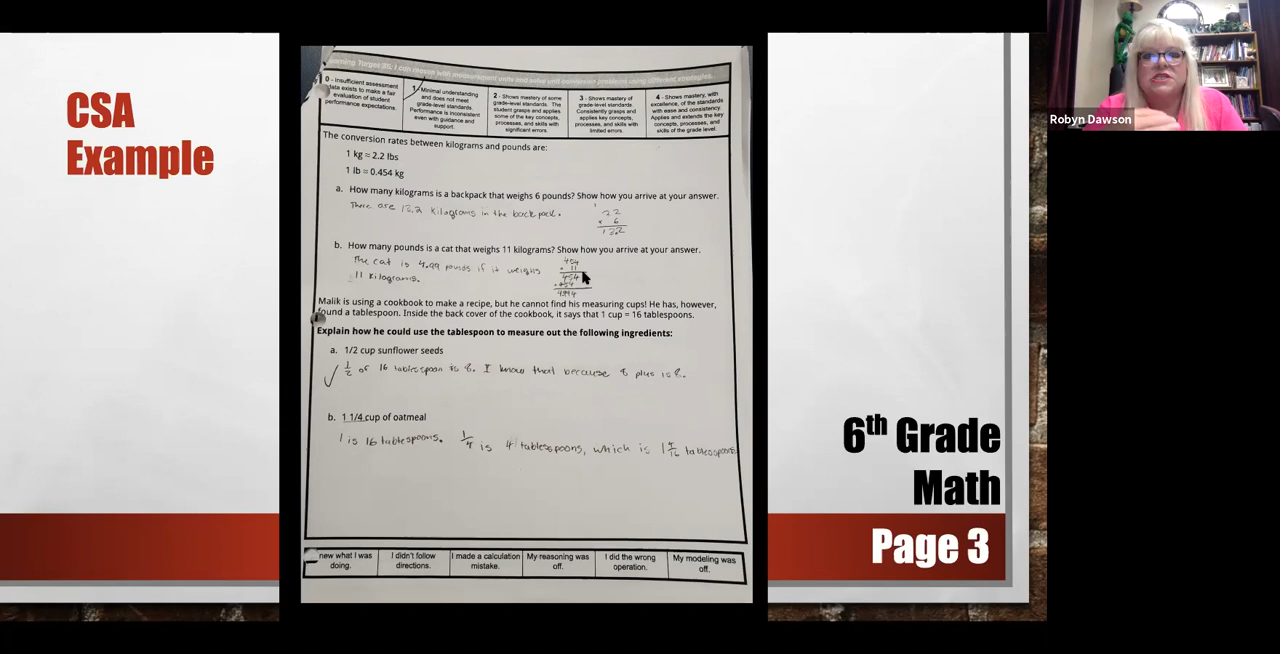 CSA
Example
Learning Target RS: I can reason with measurement units and solve unit conversion problems using different strategies.
0 - Insufficient assessment
data exists to make a fair
evaluation of student
performance expectations.
1 - Minimal understanding
and does not meet
grade-level standards.
Performance is inconsistent
even with guidance and
support.
2 - Shows mastery of some
grade-level standards. The
student grasps and applies
some of the key concepts,
processes, and skills with
significant errors.
3 - Shows mastery of
grade-level standards.
Consistently grasps and
applies key concepts,
processes, and skills with
limited errors.
4 - Shows mastery, with
excellence, of the standards
with ease and consistency.
Applies and extends the key
concepts, processes, and
skills of the grade level.
The conversion rates between kilograms and pounds are:
1 kg = 2.2 lbs
1 lb = 0.454 kg
a. How many kilograms is a backpack that weighs 6 pounds? Show how you arrive at your answer.
There are 13.2 kilograms in the backpack.
1
22
× 6
132
b. How many pounds is a cat that weighs 11 kilograms? Show how you arrive at your answer.
The cat is 4.99 pounds if it weighs
11 kilograms.
454
× 11
454
+454
4994
Malik is using a cookbook to make a recipe, but he cannot find his measuring cups! He has, however,
found a tablespoon. Inside the back cover of the cookbook, it says that 1 cup = 16 tablespoons.
Explain how he could use the tablespoon to measure out the following ingredients:
a. 1/2 cup sunflower seeds
✓ 1/2 of 16 tablespoon is 8. I know that because 8 plus is 8.
b. 1 1/4 cup of oatmeal
1 is 16 tablespoons. 1/4 is 4 tablespoons, which is 1 4/16 tablespoons
new what I was
doing.
I didn't follow
directions.
I made a calculation
mistake.
My reasoning was
off.
I did the wrong
operation.
My modeling was
off.
6th Grade
Math
Page 3
Robyn Dawson